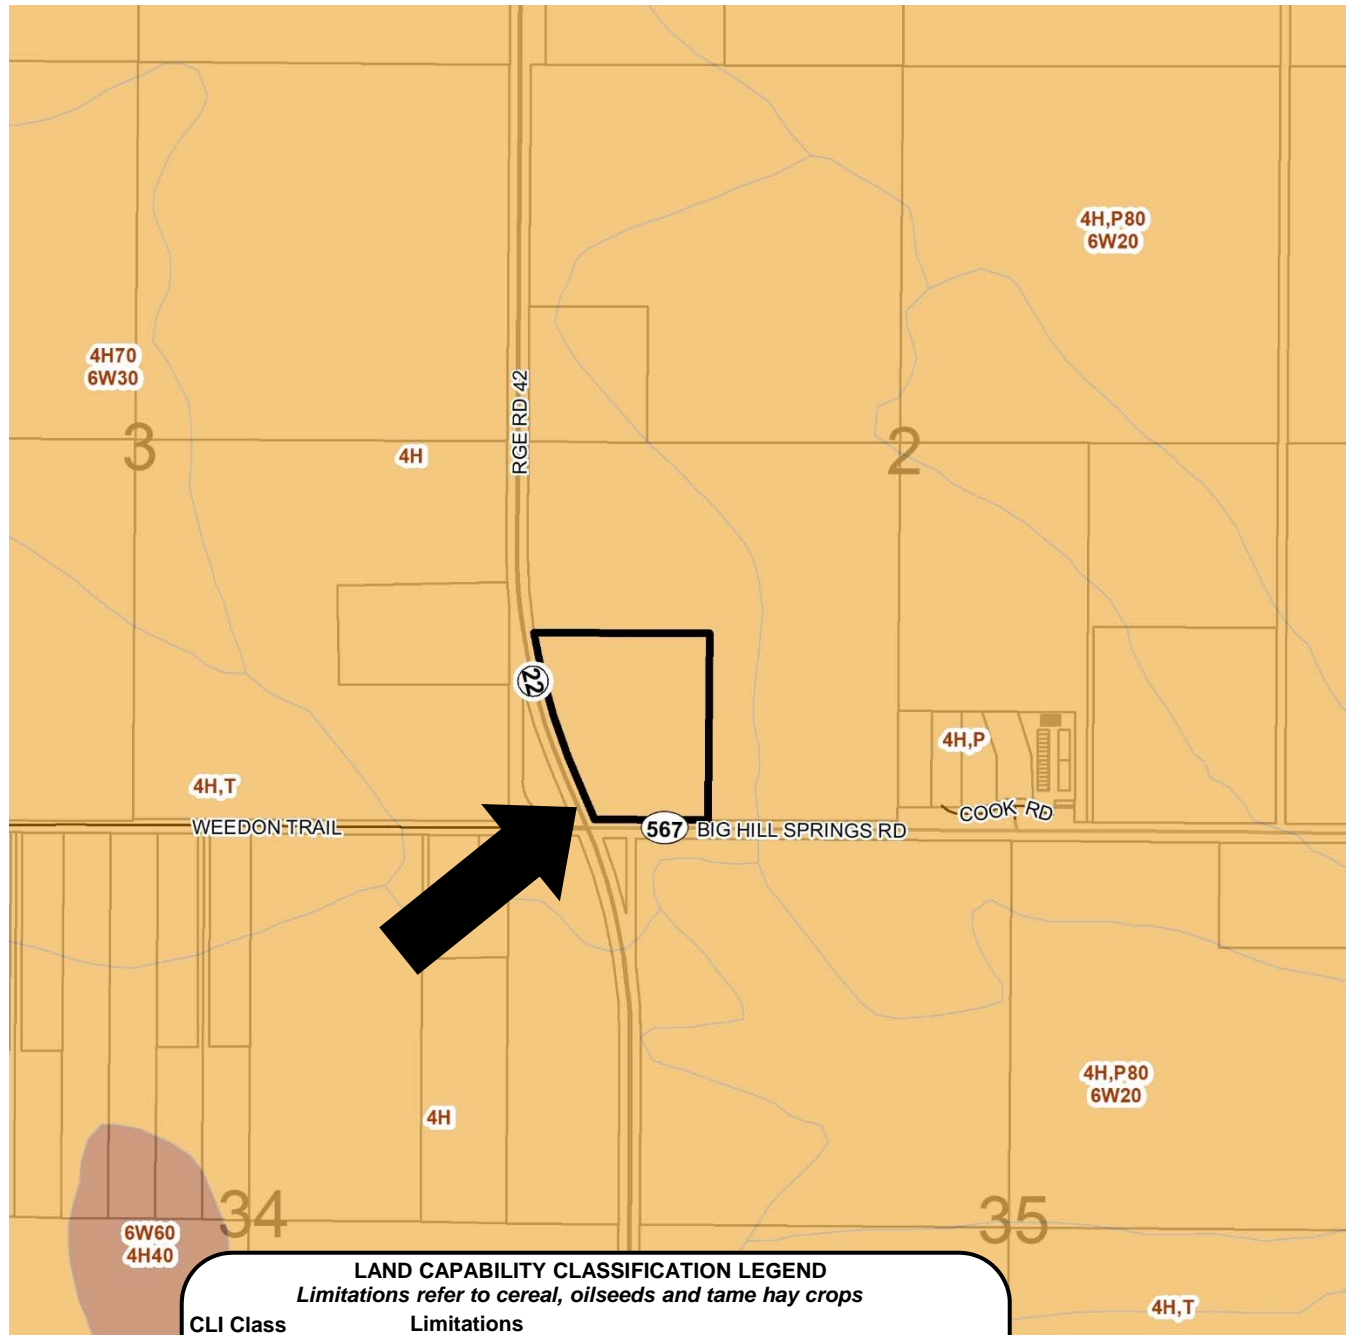 4H,P80
6W20
4H70
6W30
RGE RD 42
3
4H
2
22
4H,P
4H,T
WEEDON TRAIL
567
BIG HILL SPRINGS RD
COOK RD
4H,P80
6W20
4H
34
35
6W60
4H40
4H,T
LAND CAPABILITY CLASSIFICATION LEGEND
Limitations refer to cereal, oilseeds and tame hay crops
CLI Class Limitations